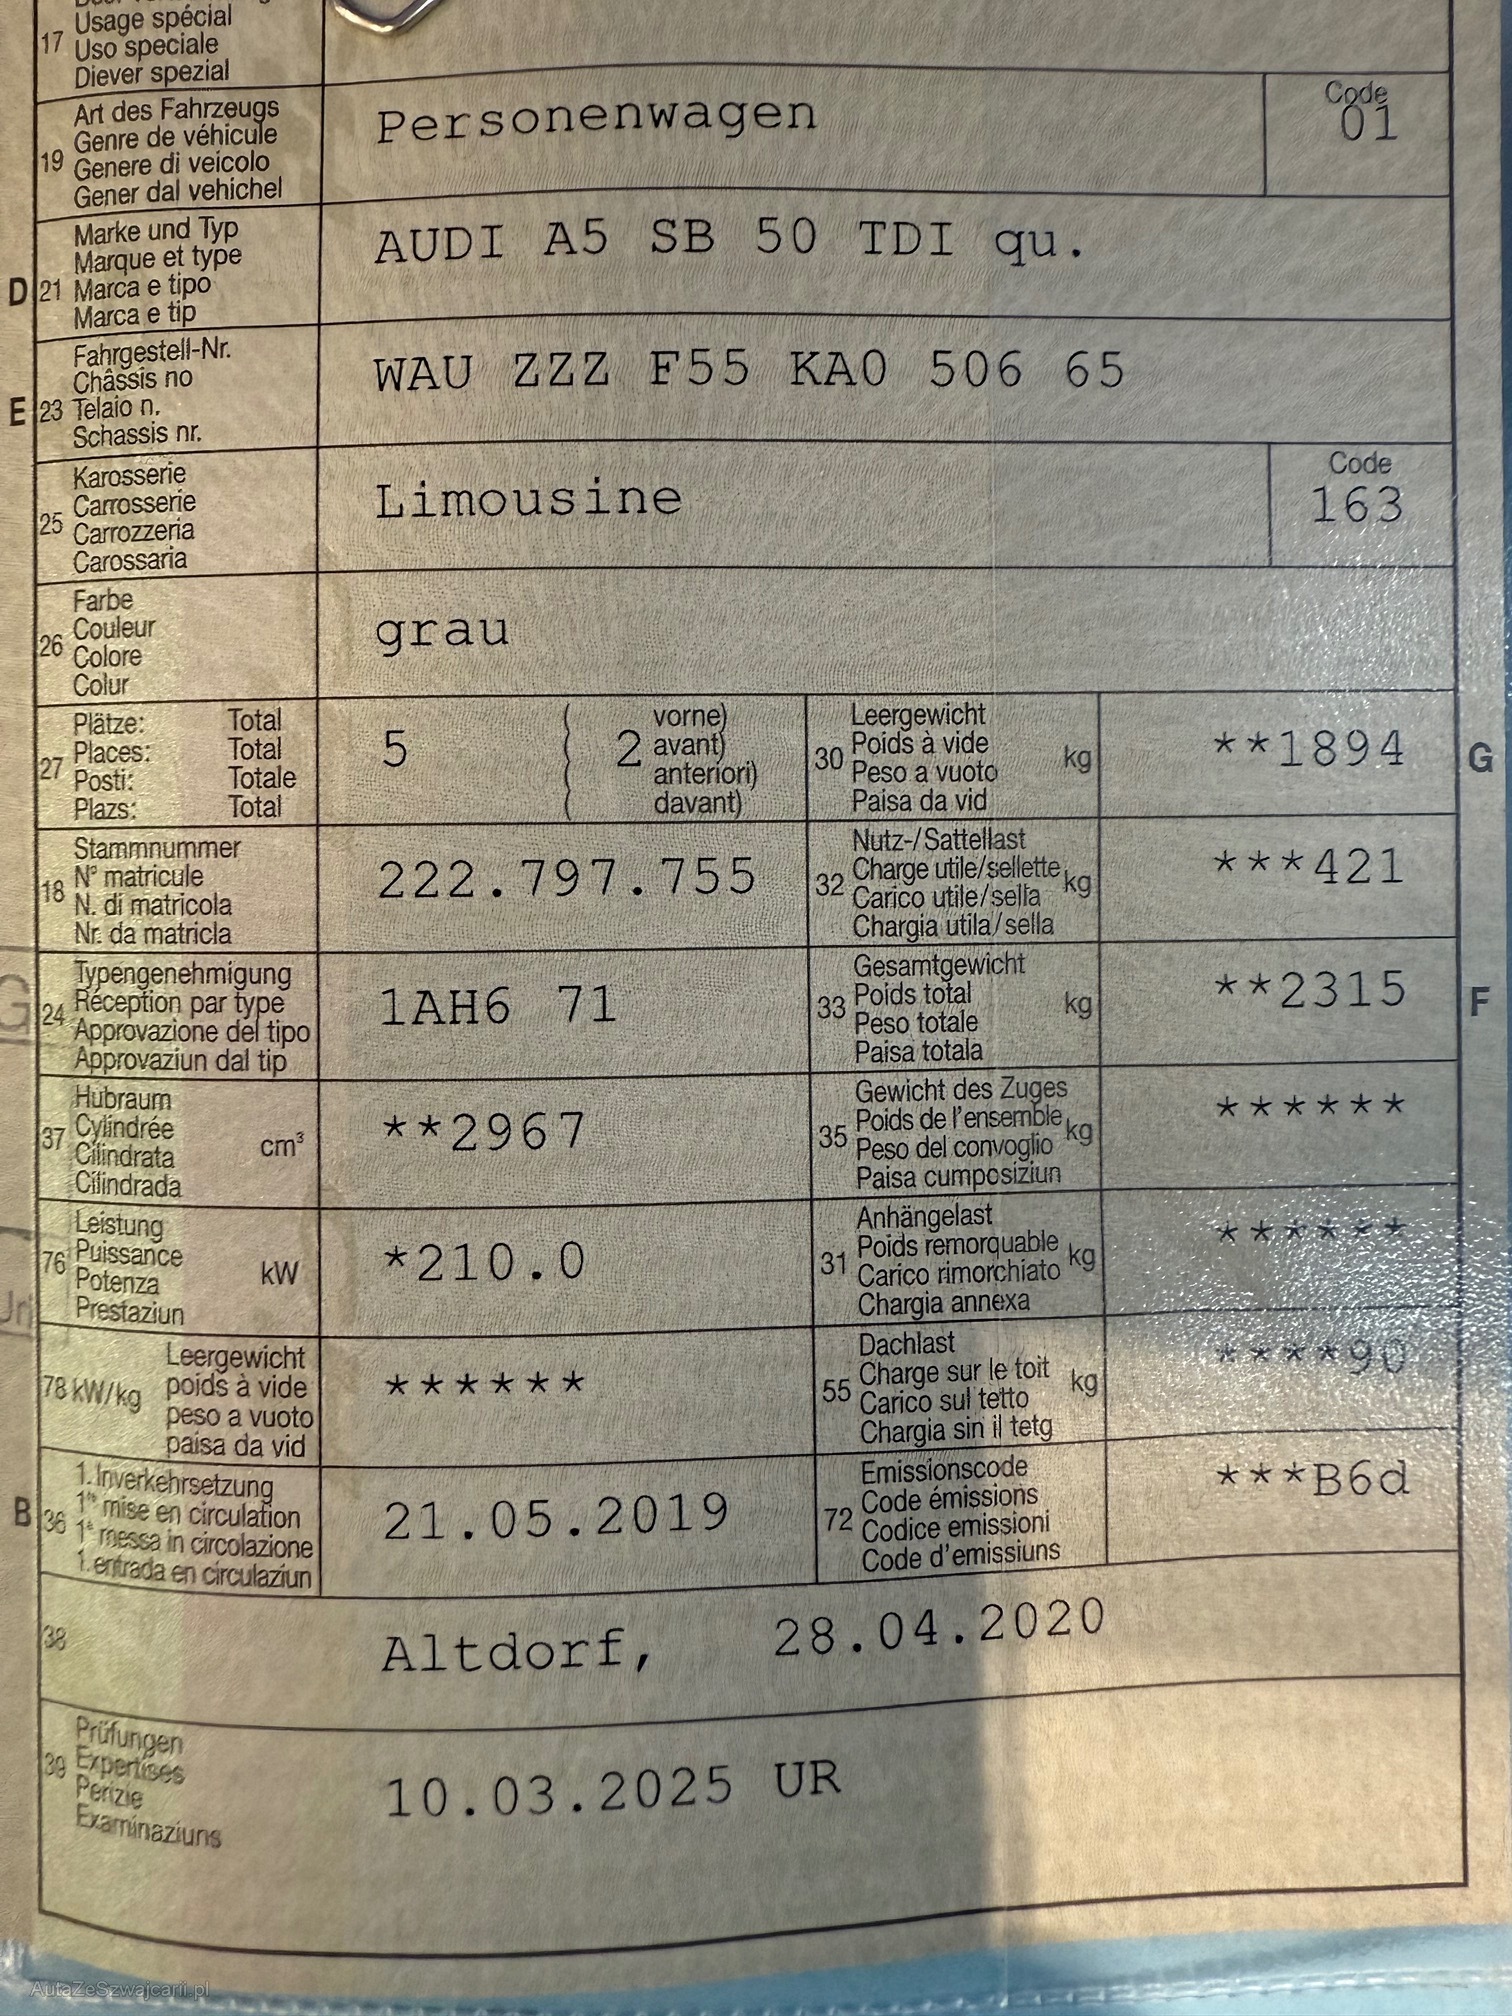 Usage spécial
17 Uso speciale
Diever spezial
Art des Fahrzeugs
Genre de véhicule
19 Genere di veicolo
Gener dal vehichel
Personenwagen
Code
01
Marke und Typ
Marque et type
D 21 Marca e tipo
Marca e tip
AUDI A5 SB 50 TDI qu.
Fahrgestell-Nr.
Châssis no
E 23 Telaio n.
Schassis nr.
WAU ZZZ F55 KA0 506 65
Karosserie
Carrosserie
25 Carrozzeria
Carossaria
Limousine
Code
163
Farbe
Couleur
26 Colore
Colur
grau
Plätze: Total
Places: Total
27 Posti: Totale
Plazs: Total
5
( vorne)
( 2 avant)
( anteriori)
( davant)
Leergewicht
30 Poids à vide kg
Peso a vuoto
Paisa da vid
**1894
G
Stammnummer
18 N° matricule
N. di matricola
Nr. da matricla
222.797.755
Nutz-/Sattellast
32 Charge utile/sellette kg
Carico utile/sella
Chargia utila/sella
***421
Typengenehmigung
24 Réception par type
Approvazione del tipo
Approvaziun dal tip
1AH6 71
Gesamtgewicht
33 Poids total kg
Peso totale
Paisa totala
**2315
F
Hubraum
37 Cylindrée cm³
Cilindrata
Cilindrada
**2967
Gewicht des Zuges
35 Poids de l'ensemble kg
Peso del convoglio
Paisa cumposiziun
******
Leistung
76 Puissance kW
Potenza
Prestaziun
*210.0
Anhängelast
31 Poids remorquable kg
Carico rimorchiato
Chargia annexa
******
Leergewicht
78 kW/kg poids à vide
peso a vuoto
paisa da vid
******
Dachlast
55 Charge sur le toit kg
Carico sul tetto
Chargia sin il tetg
****90
1. Inverkehrsetzung
B 36 1re mise en circulation
1a messa in circolazione
1. entrada en circulaziun
21.05.2019
Emissionscode
72 Code émissions
Codice emissioni
Code d'emissiuns
***B6d
38
Altdorf, 28.04.2020
Prüfungen
39 Expertises
Perizie
Examinaziuns
10.03.2025 UR
AutaZeSzwajcarii.pl